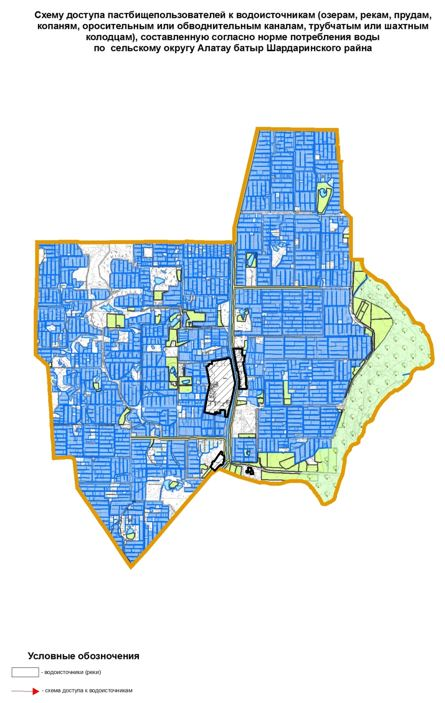 Схему доступа пастбищепользователей к водоисточникам (озерам, рекам, прудам,
копаням, оросительным или обводнительным каналам, трубчатым или шахтным
колодцам), составленную согласно норме потребления воды
по сельскому округу Алатау батыр Шардаринского райна
Условные обозночения
- водоисточники (реки)
- схема доступа к водоисточникам